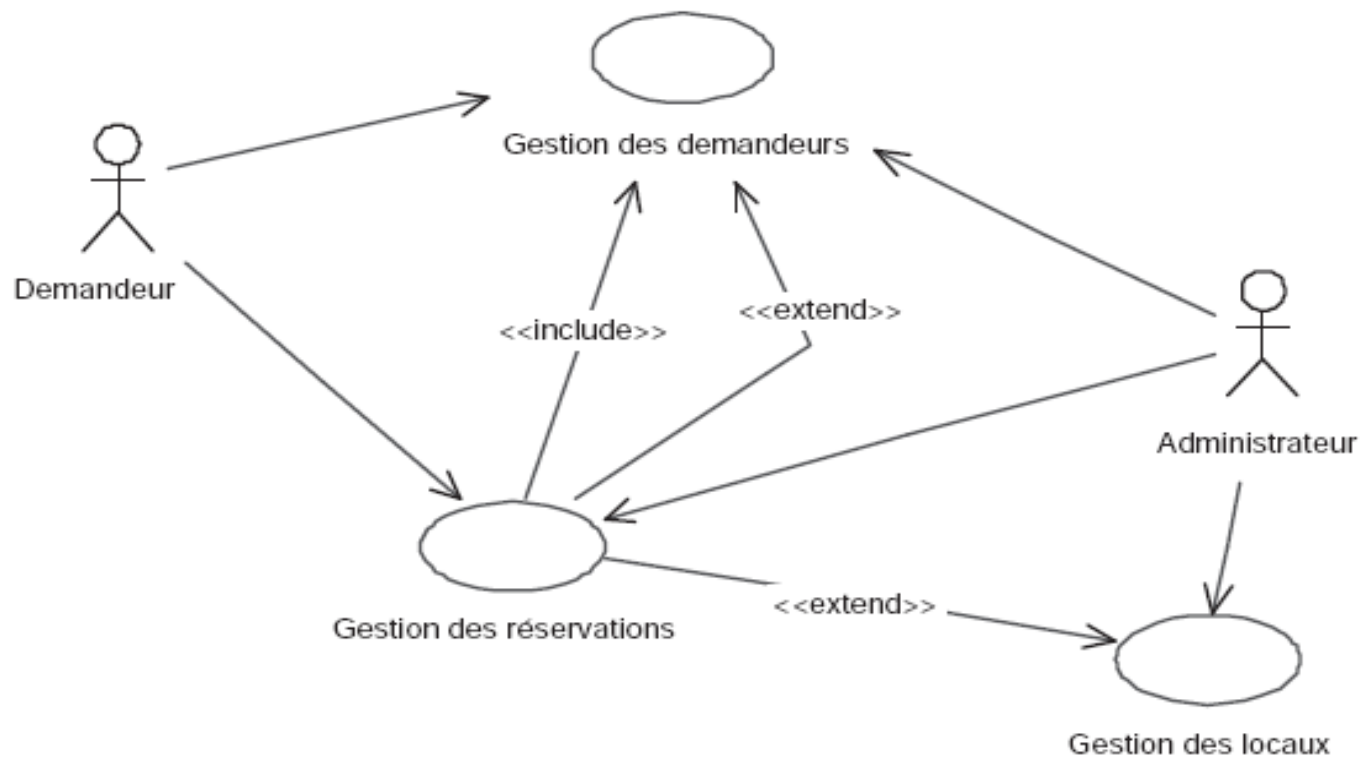 Gestion des demandeurs
Demandeur
<<include>>
<<extend>>
Administrateur
<<extend>>
Gestion des réservations
Gestion des locaux